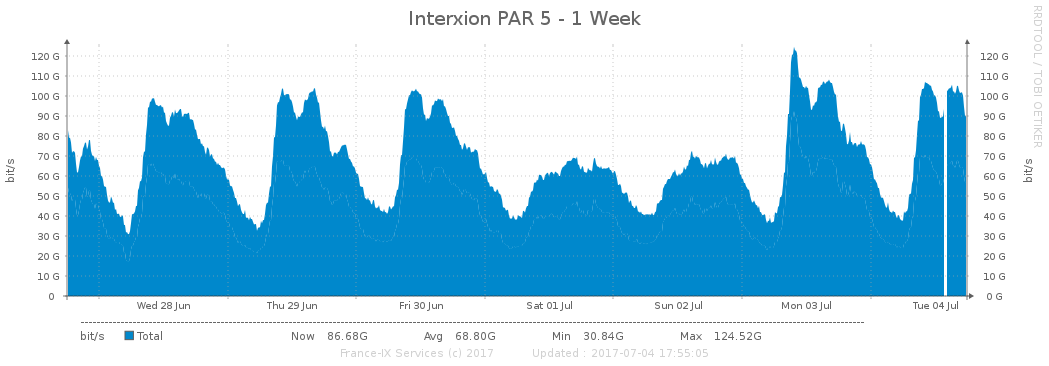 Interxion PAR 5 - 1 Week
RRDTOOL / TOBI OETIKER
bit/s
120 G
110 G
100 G
90 G
80 G
70 G
60 G
50 G
40 G
30 G
20 G
10 G
0
120 G
110 G
100 G
90 G
80 G
70 G
60 G
50 G
40 G
30 G
20 G
10 G
0 G
bit/s
Wed 28 Jun Thu 29 Jun Fri 30 Jun Sat 01 Jul Sun 02 Jul Mon 03 Jul Tue 04 Jul
bit/s Total Now 86.68G Avg 68.80G Min 30.84G Max 124.52G
France-IX Services (c) 2017 Updated : 2017-07-04 17:55:05